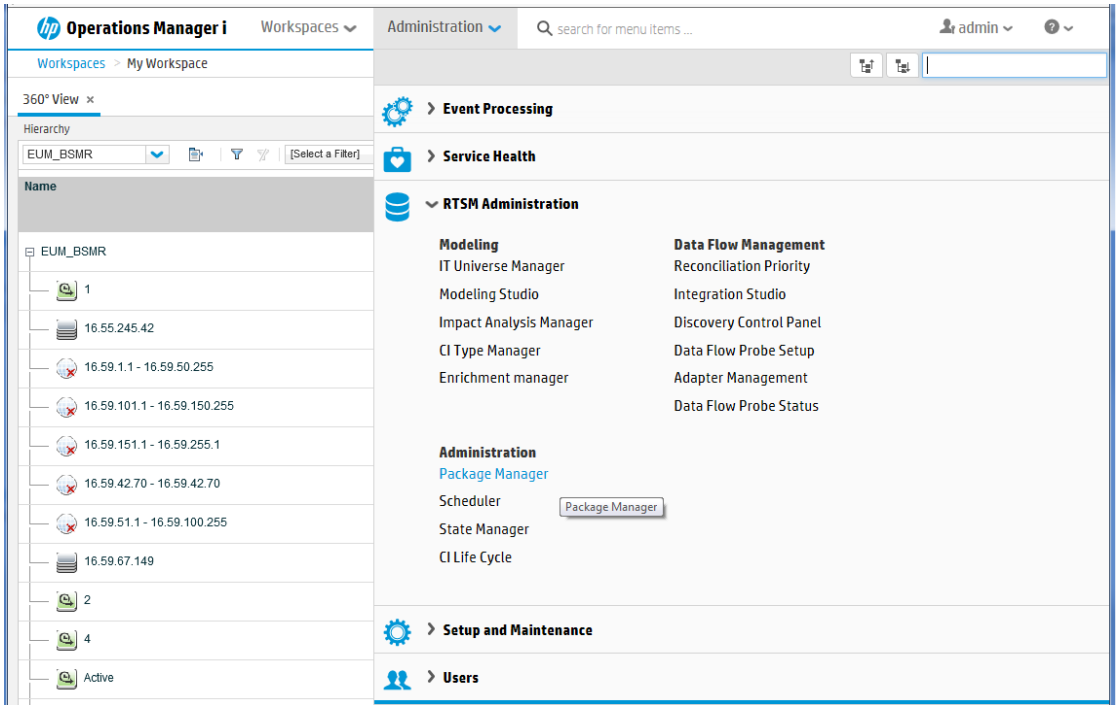 hp Operations Manager i Workspaces Administration search for menu items ... admin ?
Workspaces > My Workspace
360° View ×
Hierarchy
EUM_BSMR [Select a Filter]
Name
EUM_BSMR
1
16.55.245.42
16.59.1.1 - 16.59.50.255
16.59.101.1 - 16.59.150.255
16.59.151.1 - 16.59.255.1
16.59.42.70 - 16.59.42.70
16.59.51.1 - 16.59.100.255
16.59.67.149
2
4
Active
Event Processing
Service Health
RTSM Administration
Modeling
IT Universe Manager
Modeling Studio
Impact Analysis Manager
CI Type Manager
Enrichment manager
Data Flow Management
Reconciliation Priority
Integration Studio
Discovery Control Panel
Data Flow Probe Setup
Adapter Management
Data Flow Probe Status
Administration
Package Manager
Scheduler
Package Manager
State Manager
CI Life Cycle
Setup and Maintenance
Users